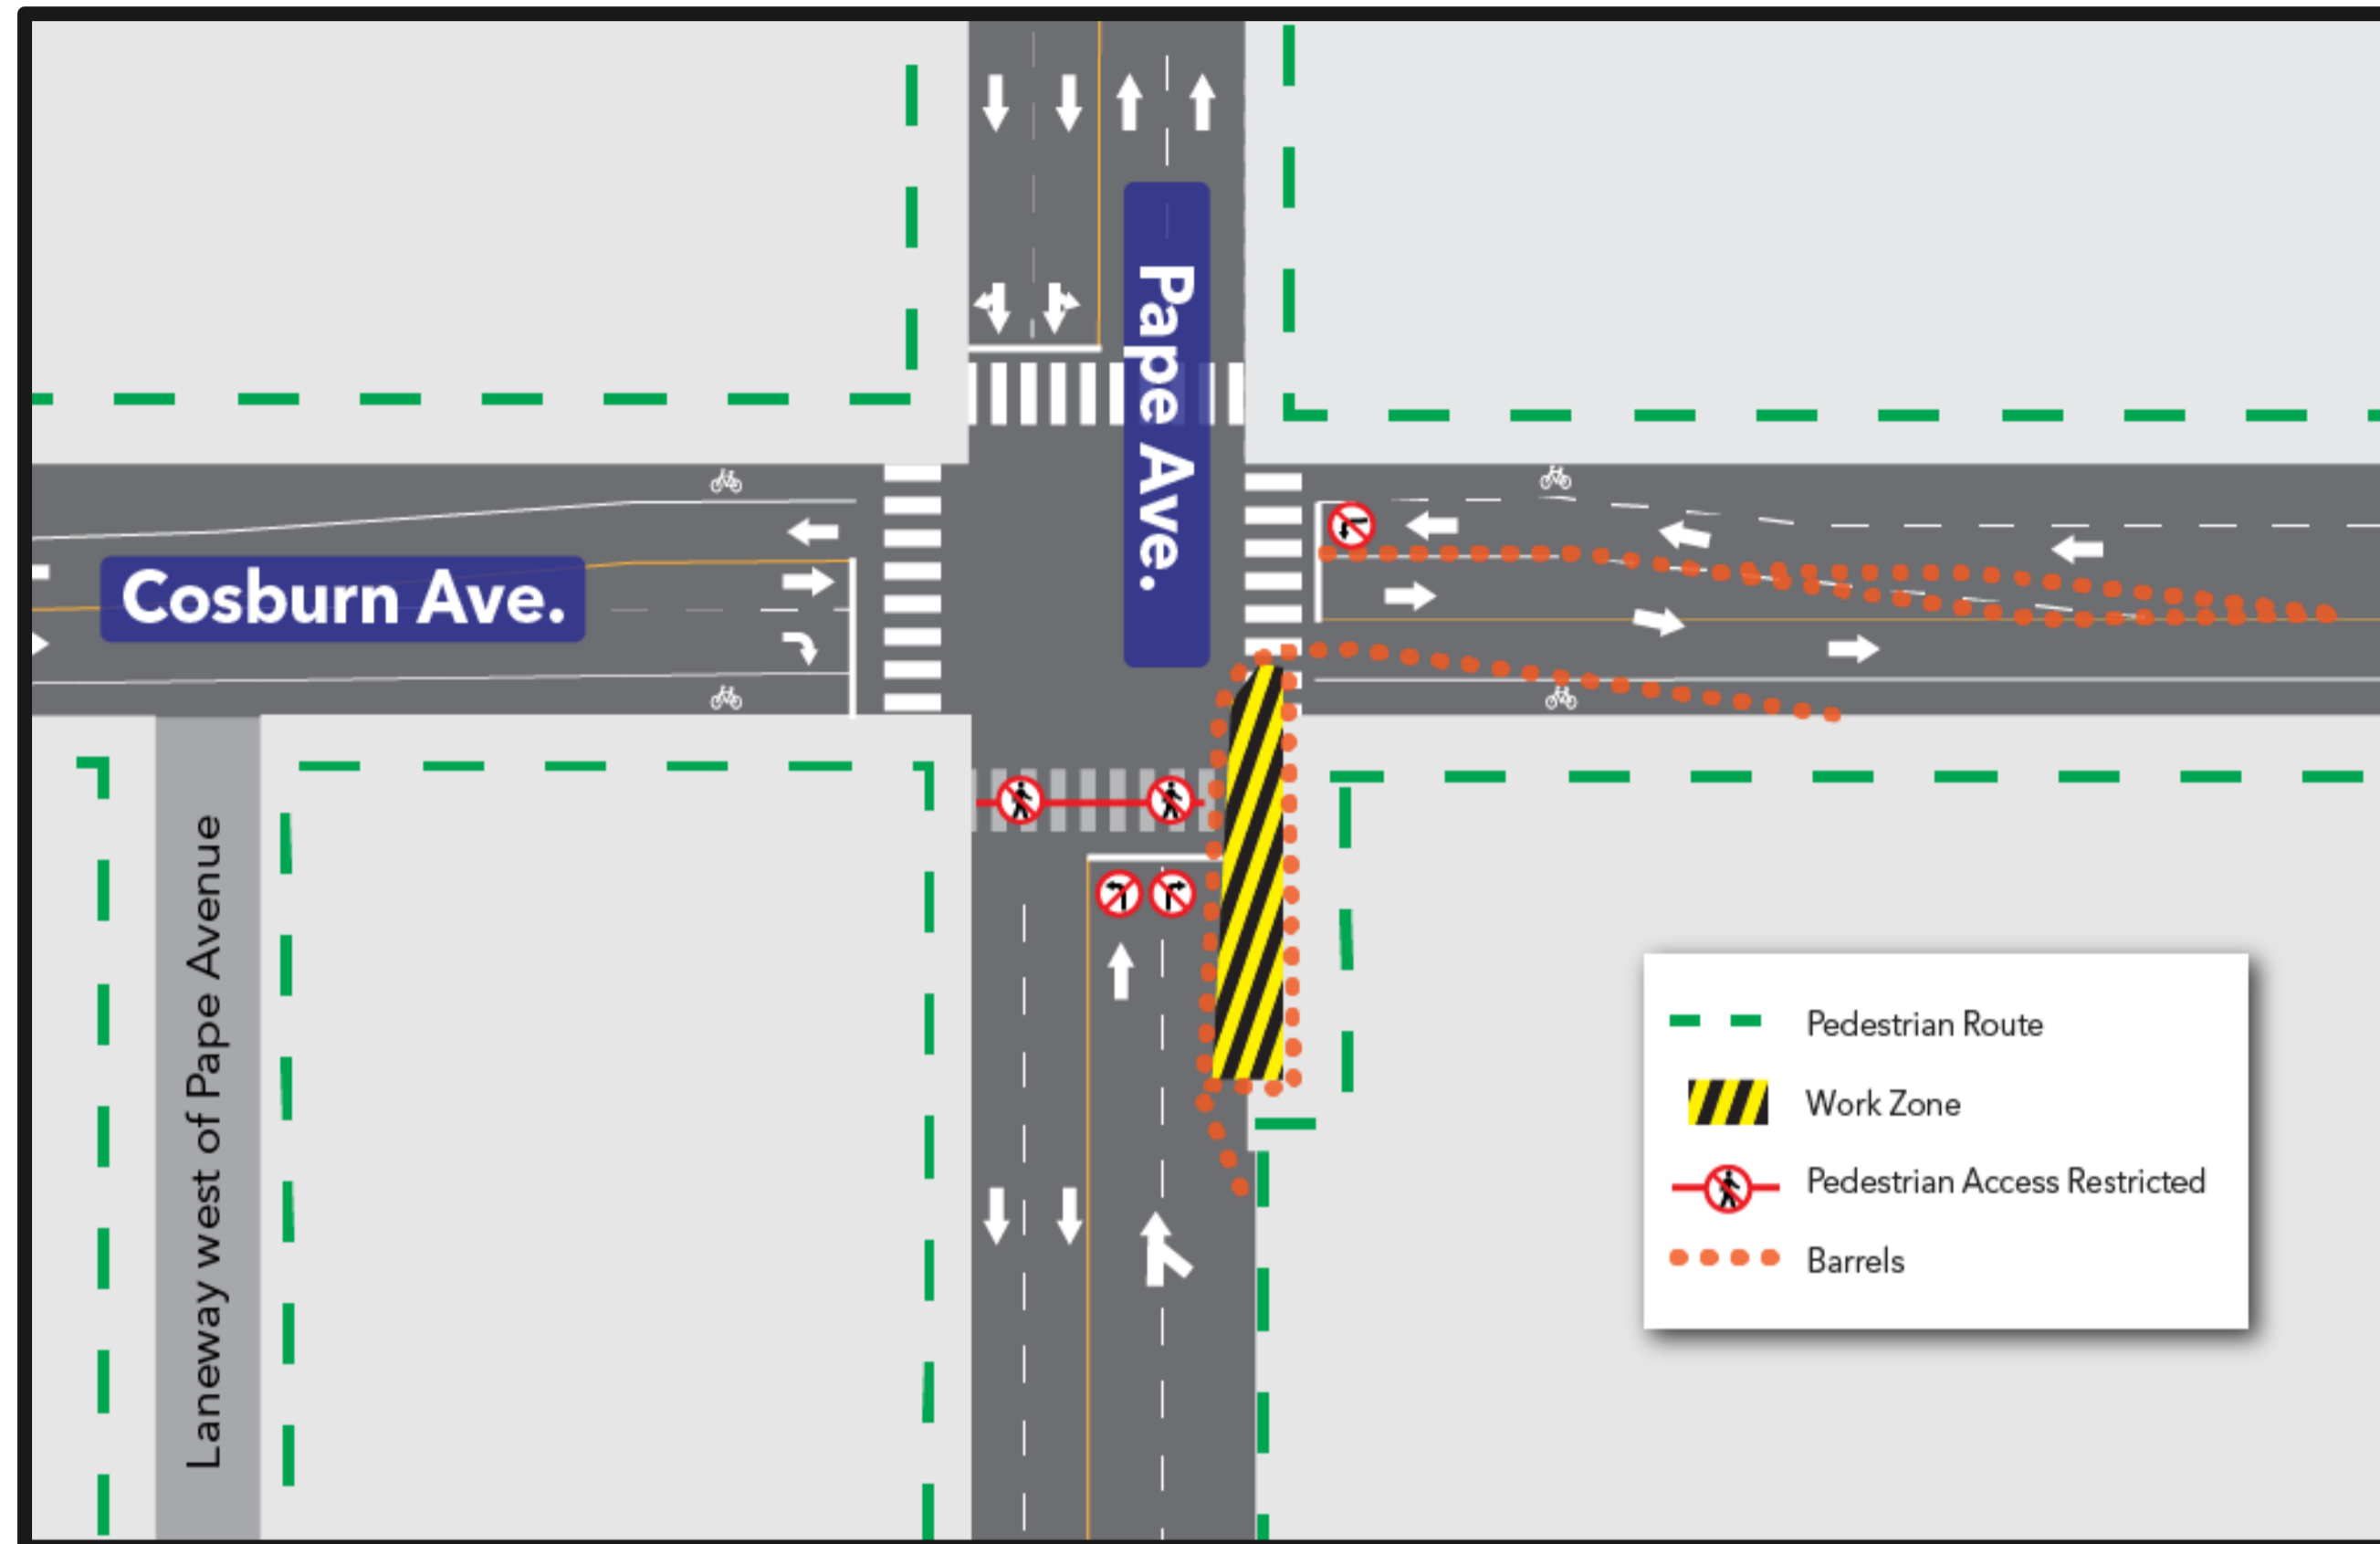 Pape Ave.
Cosburn Ave.
Laneway west of Pape Avenue
Pedestrian Route
Work Zone
Pedestrian Access Restricted
Barrels